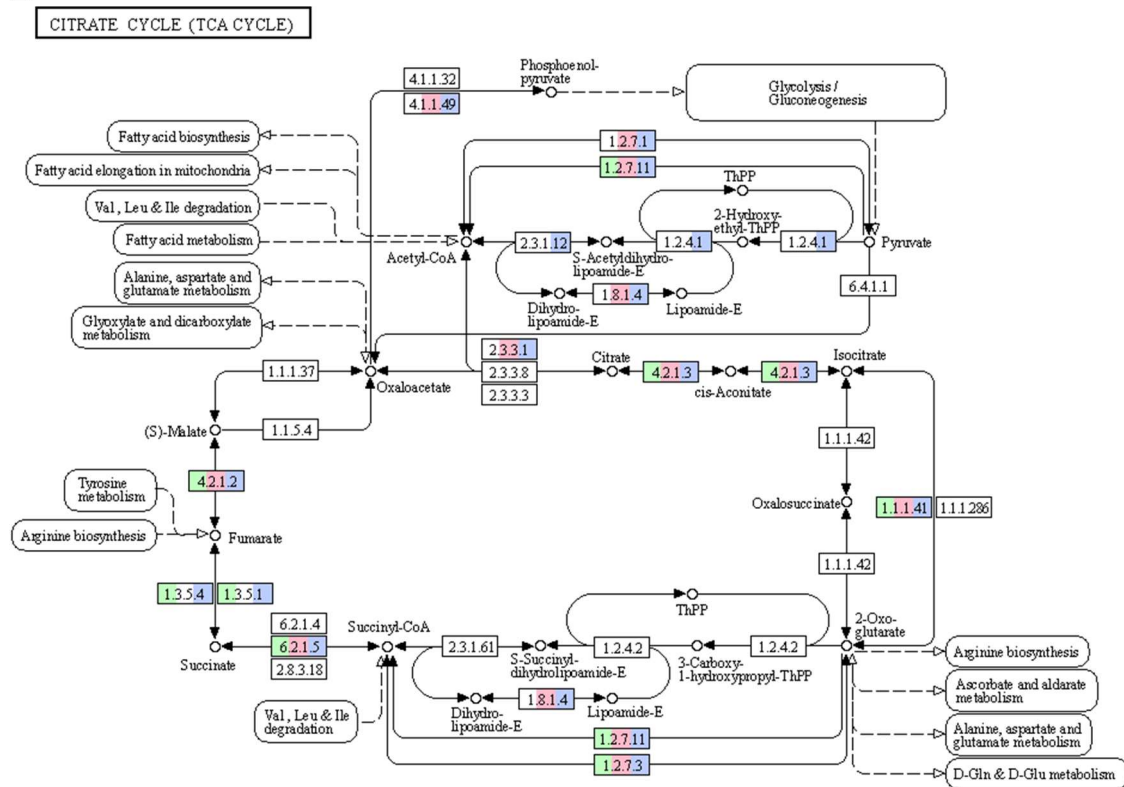 CITRATE CYCLE (TCA CYCLE)
4.1.1.32
4.1.1.49
Phosphoenol-
pyruvate
Glycolysis /
Gluconeogenesis
Fatty acid biosynthesis
Fatty acid elongation in mitochondria
Val, Leu & Ile degradation
Fatty acid metabolism
1.2.7.1
1.2.7.11
ThPP
2-Hydroxy-
ethyl-ThPP
Acetyl-CoA
2.3.1.12
S-Acetyldihydro-
lipoamide-E
1.2.4.1
1.2.4.1
Pyruvate
Alanine, aspartate and
glutamate metabolism
Glyoxylate and dicarboxylate
metabolism
Dihydro-
lipoamide-E
1.8.1.4
Lipoamide-E
6.4.1.1
1.1.1.37
Oxaloacetate
2.3.3.1
2.3.3.8
2.3.3.3
Citrate
4.2.1.3
cis-Aconitate
4.2.1.3
Isocitrate
(S)-Malate
1.1.5.4
1.1.1.42
4.2.1.2
Tyrosine
metabolism
Oxalosuccinate
1.1.1.41
1.1.1.286
Arginine biosynthesis
Fumarate
1.1.1.42
1.3.5.4
1.3.5.1
ThPP
6.2.1.4
6.2.1.5
2.8.3.18
Succinate
Succinyl-CoA
2.3.1.61
S-Succinyl-
dihydrolipoamide-E
1.2.4.2
3-Carboxy-
1-hydroxypropyl-ThPP
1.2.4.2
2-Oxo-
glutarate
Arginine biosynthesis
Ascorbate and aldarate
metabolism
Val, Leu & Ile
degradation
Dihydro-
lipoamide-E
1.8.1.4
Lipoamide-E
Alanine, aspartate and
glutamate metabolism
1.2.7.11
1.2.7.3
D-Gln & D-Glu metabolism